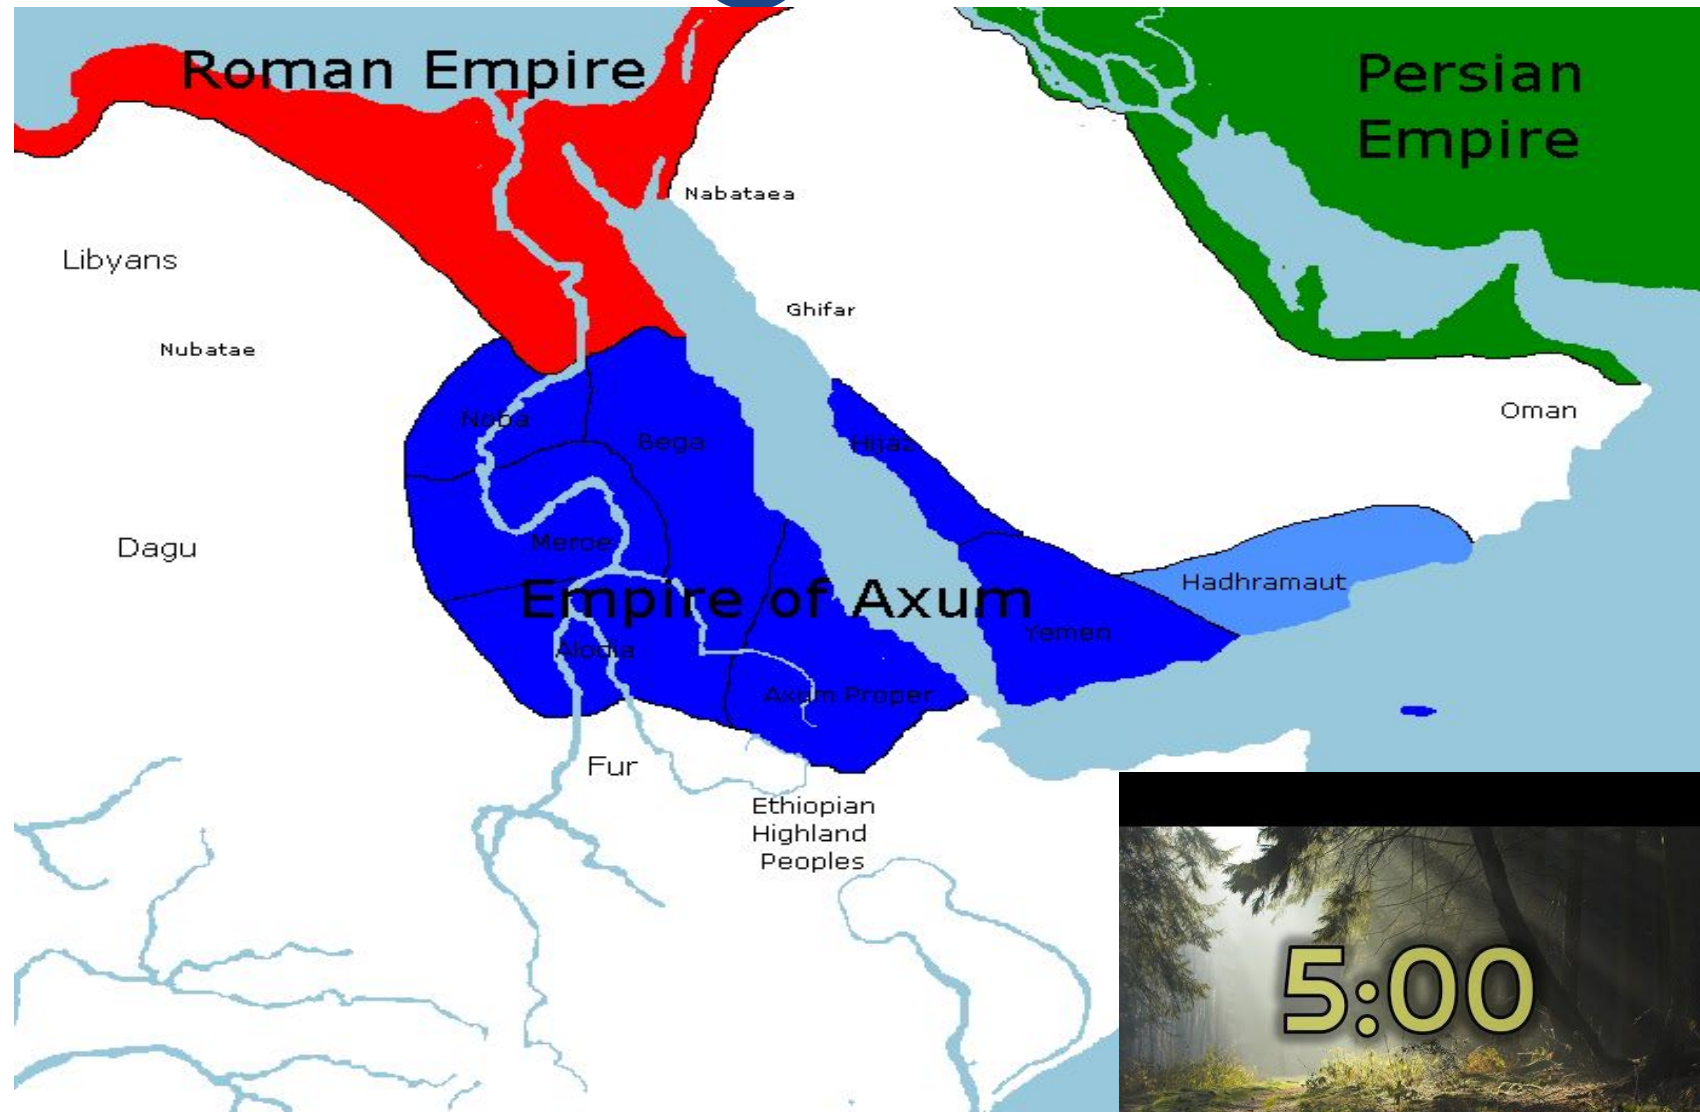 Roman Empire
Persian
Empire
Nabataea
Libyans
Ghifar
Nubatae
Oman
Noba
Bega
Hijaz
Dagu
Meroe
Hadhramaut
Empire of Axum
Yemen
Alodia
Axum Proper
Fur
Ethiopian
Highland
Peoples
5:00